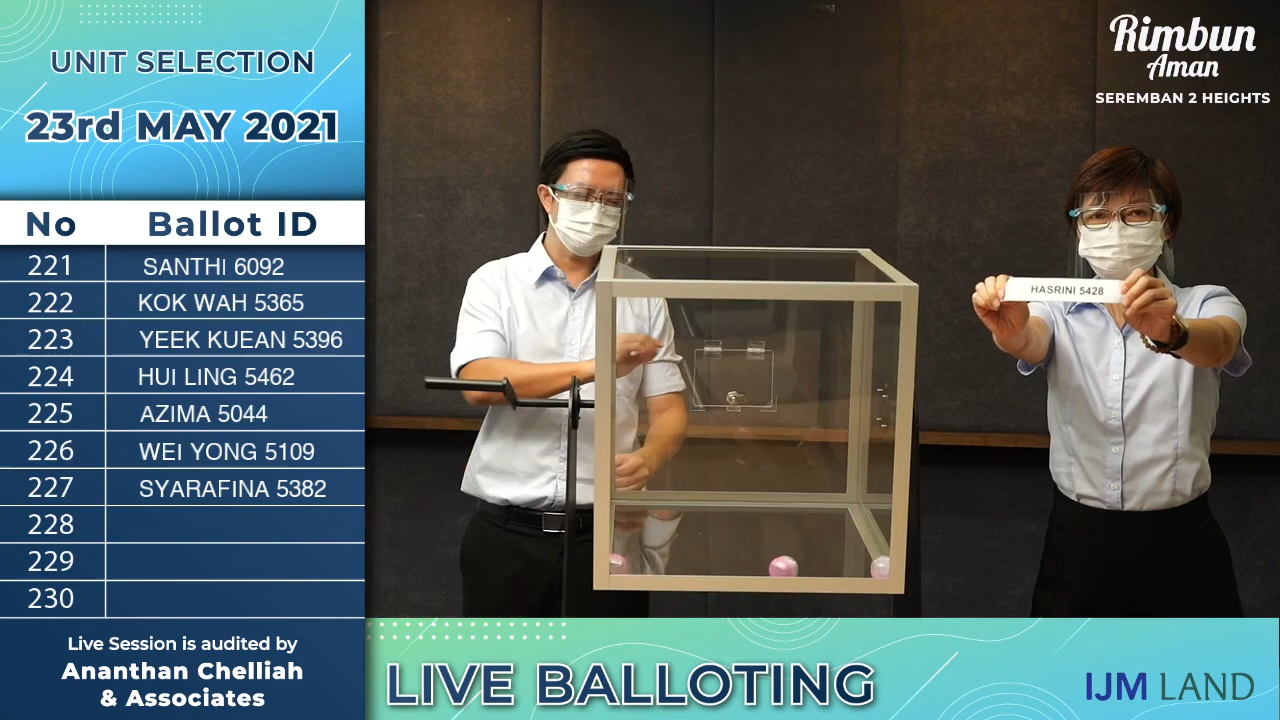 UNIT SELECTION
23rd MAY 2021
No Ballot ID
221 SANTHI 6092
222 KOK WAH 5365
223 YEEK KUEAN 5396
224 HUI LING 5462
225 AZIMA 5044
226 WEI YONG 5109
227 SYARAFINA 5382
228
229
230
Live Session is audited by
Ananthan Chelliah
& Associates
Rimbun
Aman
SEREMBAN 2 HEIGHTS
HASRINI 5428
LIVE BALLOTING
IJM LAND